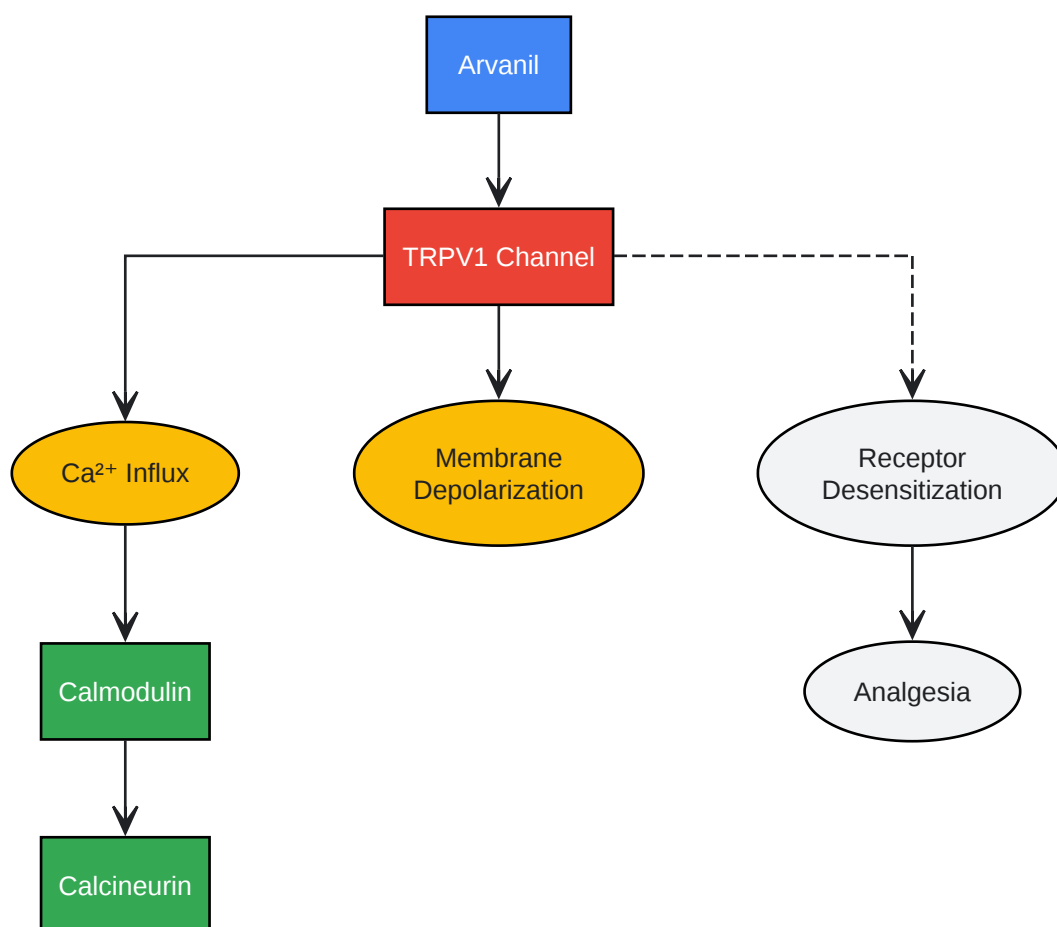 Arvanil
TRPV1 Channel
Ca²⁺ Influx
Membrane
Depolarization
Receptor
Desensitization
Calmodulin
Analgesia
Calcineurin